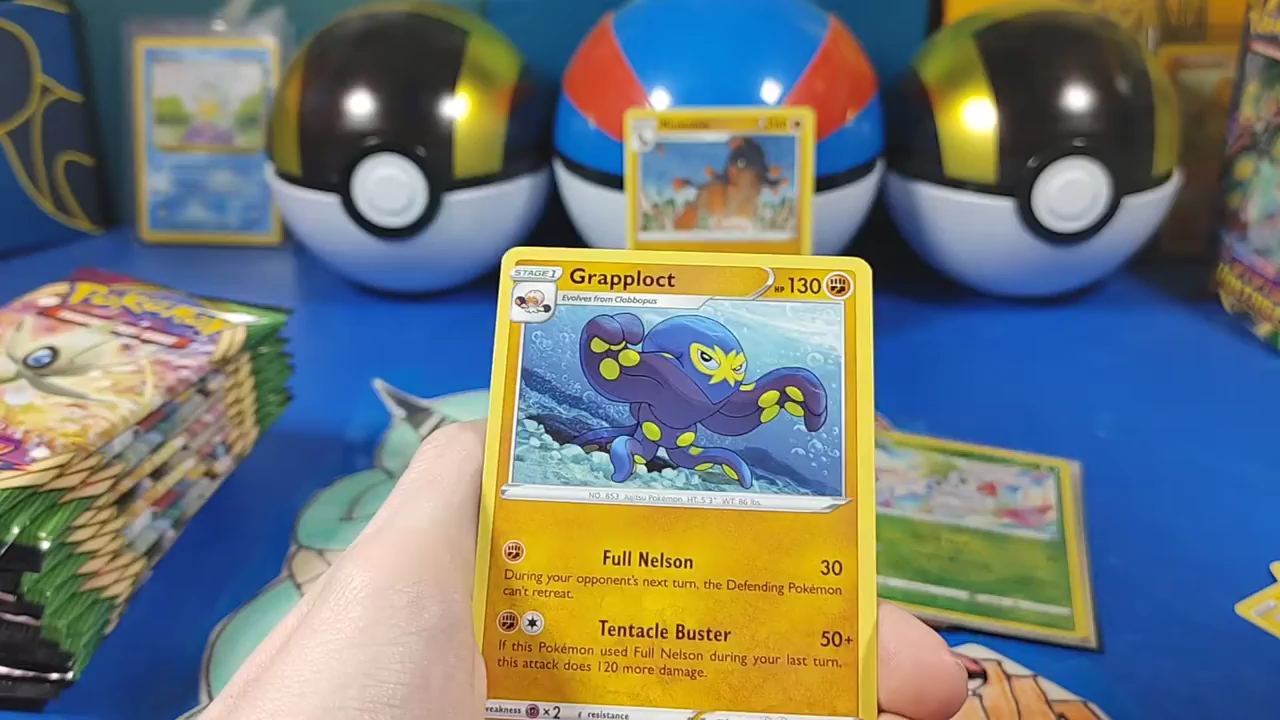 Pokémon
STAGE 1
Grapploct
HP 130
Evolves from Clobbopus
NO. 853 Jujitsu Pokémon HT: 5'3" WT: 86 lbs.
Full Nelson 30
During your opponent's next turn, the Defending Pokémon
can't retreat.
Tentacle Buster 50+
If this Pokémon used Full Nelson during your last turn,
this attack does 120 more damage.
weakness ×2 resistance